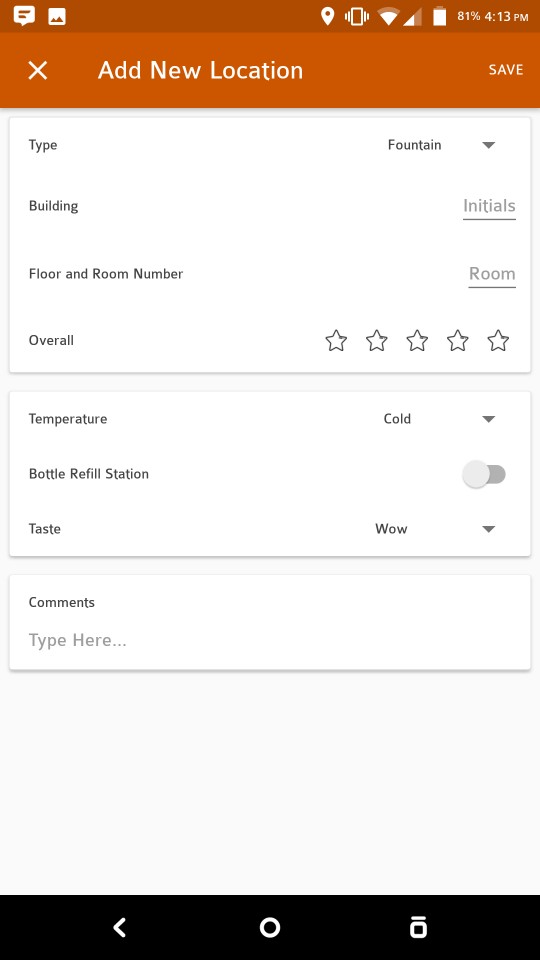 81% 4:13 PM
Add New Location SAVE
Type Fountain
Building Initials
Floor and Room Number Room
Overall
Temperature Cold
Bottle Refill Station
Taste Wow
Comments
Type Here...